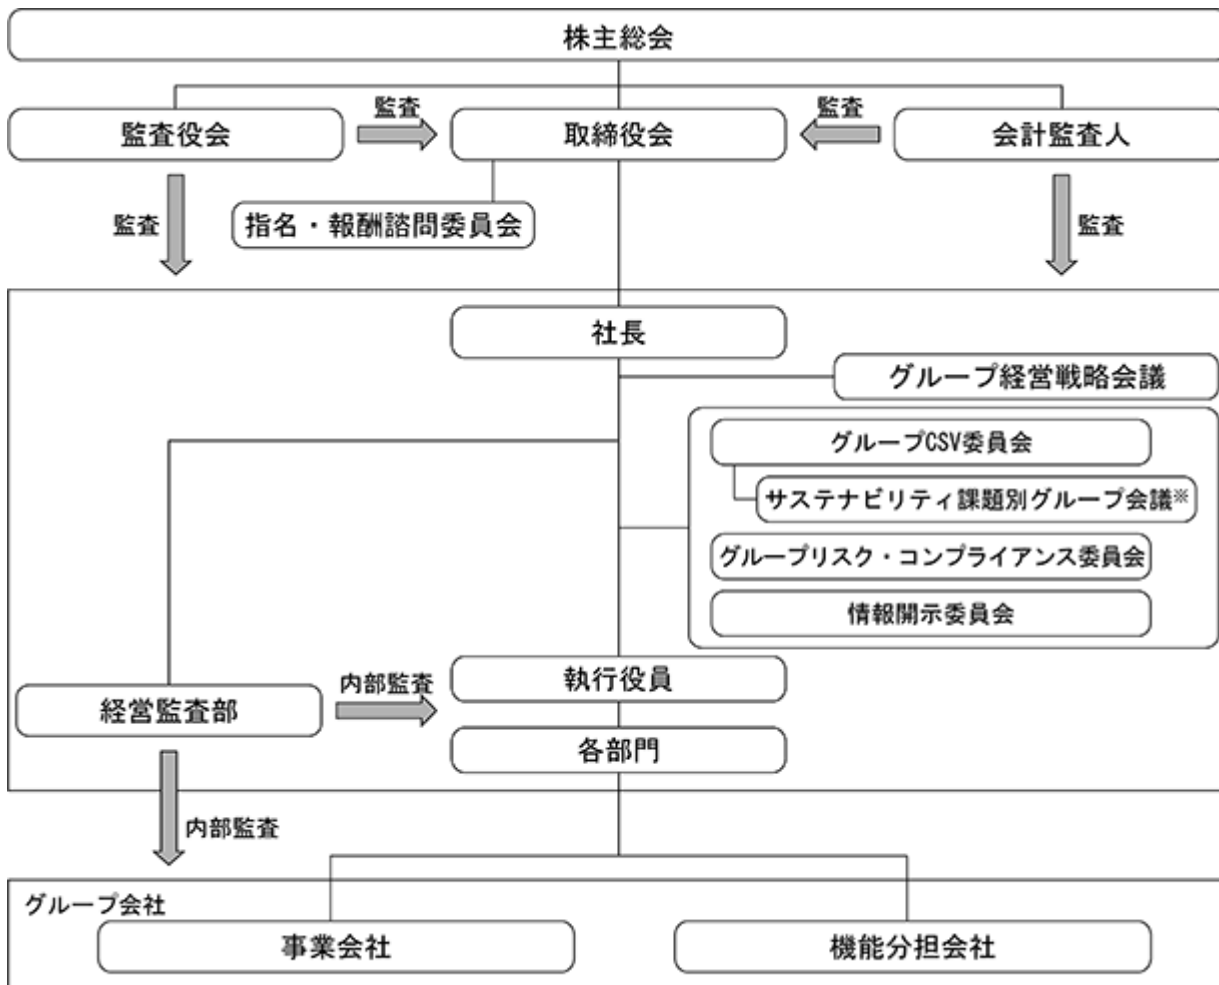 株主総会
監査
監査
監査役会
取締役会
会計監査人
監査
指名・報酬諮問委員会
監査
社長
グループ経営戦略会議
グループCSV委員会
サステナビリティ課題別グループ会議※
グループリスク・コンプライアンス委員会
情報開示委員会
内部監査
執行役員
経営監査部
各部門
内部監査
グループ会社
事業会社
機能分担会社